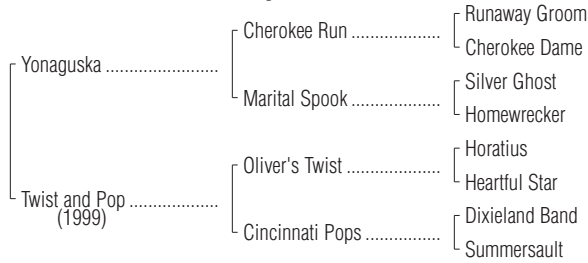 Runaway Groom
Cherokee Run ....................
Cherokee Dame
Yonaguska .........................
Silver Ghost
Marital Spook .................
Homewrecker
Horatius
Oliver's Twist .....................
Heartful Star
Twist and Pop ....................
(1999)
Dixieland Band
Cincinnati Pops .................
Summersault